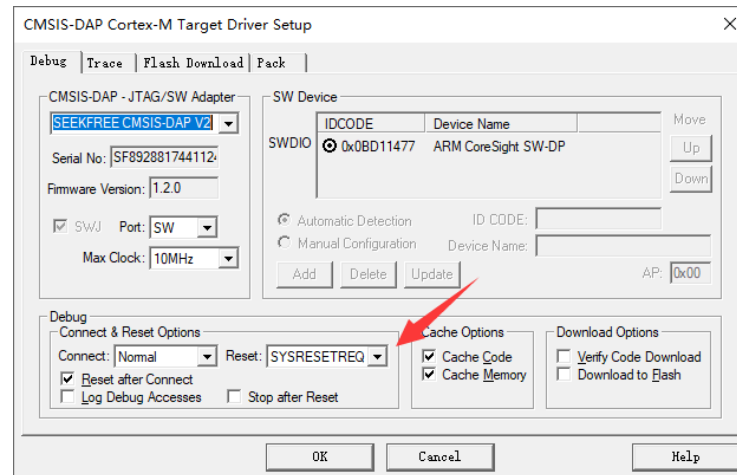 CMSIS-DAP Cortex-M Target Driver Setup
Debug Trace Flash Download Pack
CMSIS-DAP - JTAG/SW Adapter
SEEKFREE CMSIS-DAP V2
Serial No: SF892881744112
Firmware Version: 1.2.0
SWJ Port: SW
Max Clock: 10MHz
SW Device
IDCODE Device Name
SWDIO 0x0BD11477 ARM CoreSight SW-DP
Move
Up
Down
Automatic Detection ID CODE:
Manual Configuration Device Name:
Add Delete Update AP: 0x00
Debug
Connect & Reset Options
Connect: Normal Reset: SYSRESETREQ
Reset after Connect
Log Debug Accesses Stop after Reset
Cache Options
Cache Code
Cache Memory
Download Options
Verify Code Download
Download to Flash
OK Cancel Help